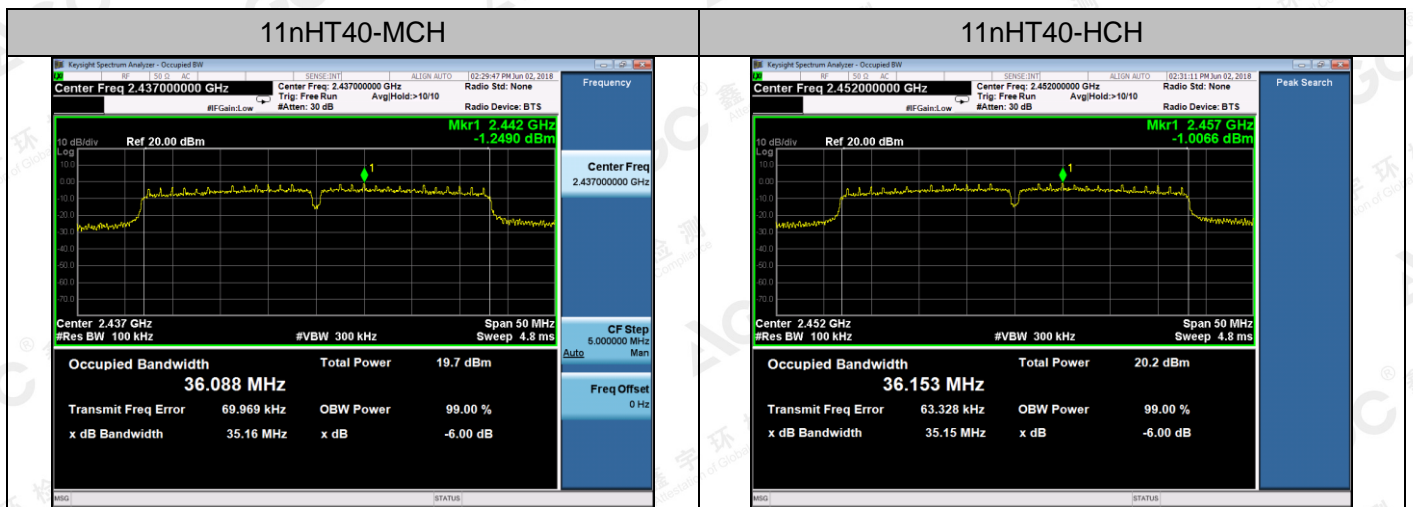 11nHT40-MCH
Keysight Spectrum Analyzer - Occupied BW
RF 50 Ω AC SENSE:INT ALIGN AUTO 02:29:47 PM Jun 02, 2018
Center Freq 2.437000000 GHz
Center Freq: 2.437000000 GHz Radio Std: None
Trig: Free Run Avg|Hold:>10/10
#IFGain:Low #Atten: 30 dB Radio Device: BTS
Mkr1 2.442 GHz
-1.2490 dBm
10 dB/div Ref 20.00 dBm
Log
10.0
0.00
-10.0
-20.0
-30.0
-40.0
-50.0
-60.0
-70.0
1
Center 2.437 GHz Span 50 MHz
#Res BW 100 kHz #VBW 300 kHz Sweep 4.8 ms
Occupied Bandwidth Total Power 19.7 dBm
36.088 MHz
Transmit Freq Error 69.969 kHz OBW Power 99.00 %
x dB Bandwidth 35.16 MHz x dB -6.00 dB
MSG STATUS
Frequency
Center Freq
2.437000000 GHz
CF Step
5.000000 MHz
Auto Man
Freq Offset
0 Hz
11nHT40-HCH
Keysight Spectrum Analyzer - Occupied BW
RF 50 Ω AC SENSE:INT ALIGN AUTO 02:31:11 PM Jun 02, 2018
Center Freq 2.452000000 GHz
Center Freq: 2.452000000 GHz Radio Std: None
Trig: Free Run Avg|Hold:>10/10
#IFGain:Low #Atten: 30 dB Radio Device: BTS
Mkr1 2.457 GHz
-1.0066 dBm
10 dB/div Ref 20.00 dBm
Log
10.0
0.00
-10.0
-20.0
-30.0
-40.0
-50.0
-60.0
-70.0
1
Center 2.452 GHz Span 50 MHz
#Res BW 100 kHz #VBW 300 kHz Sweep 4.8 ms
Occupied Bandwidth Total Power 20.2 dBm
36.153 MHz
Transmit Freq Error 63.328 kHz OBW Power 99.00 %
x dB Bandwidth 35.15 MHz x dB -6.00 dB
MSG STATUS
Peak Search